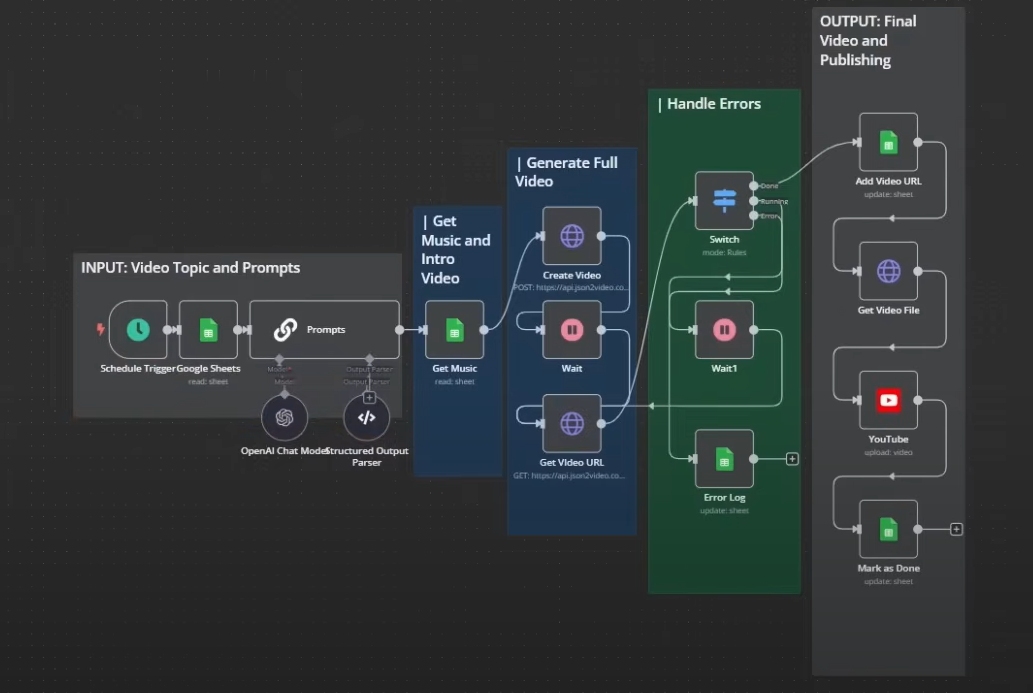 INPUT: Video Topic and Prompts
Schedule Trigger
Google Sheets
read: sheet
Prompts
Model*
Model
Output Parser
Output Parser
OpenAI Chat Model
Structured Output
Parser
| Get
Music and
Intro
Video
Get Music
read: sheet
| Generate Full
Video
Create Video
POST: https://api.json2video.co...
Wait
Get Video URL
GET: https://api.json2video.co...
| Handle Errors
Switch
mode: Rules
Done
Running
Error
Wait1
Error Log
update: sheet
OUTPUT: Final
Video and
Publishing
Add Video URL
update: sheet
Get Video File
YouTube
upload: video
Mark as Done
update: sheet